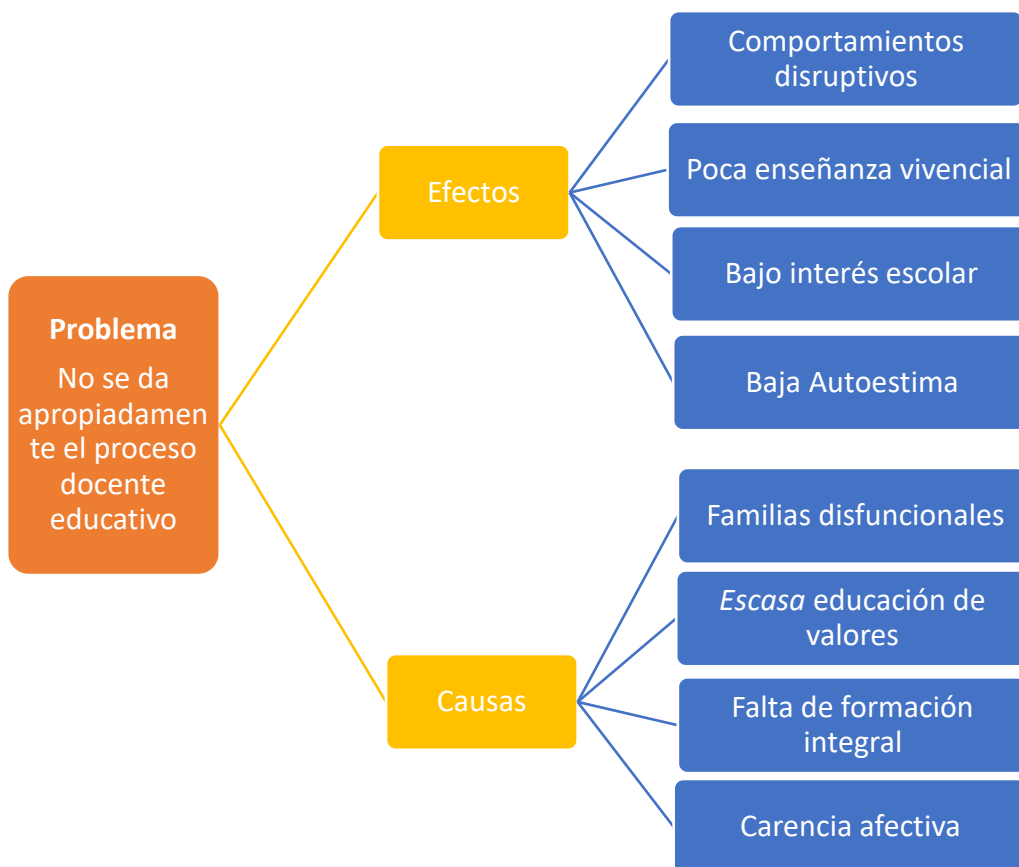 Problema
No se da
apropiadamen
te el proceso
docente
educativo
Efectos
Comportamientos
disruptivos
Poca enseñanza vivencial
Bajo interés escolar
Baja Autoestima
Causas
Familias disfuncionales
Escasa educación de
valores
Falta de formación
integral
Carencia afectiva